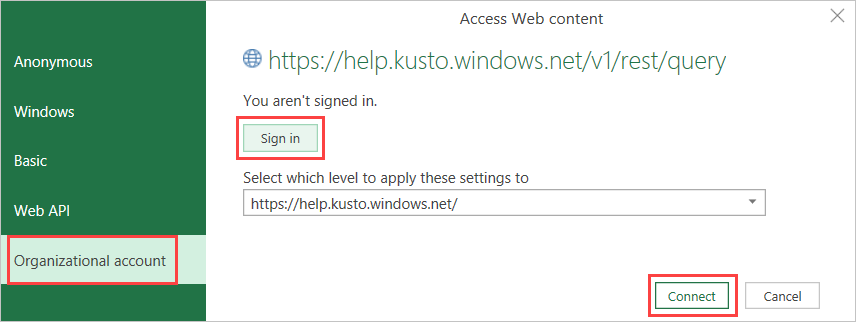 Access Web content
Anonymous
Windows
Basic
Web API
Organizational account
https://help.kusto.windows.net/v1/rest/query
You aren't signed in.
Sign in
Select which level to apply these settings to
https://help.kusto.windows.net/
Connect
Cancel